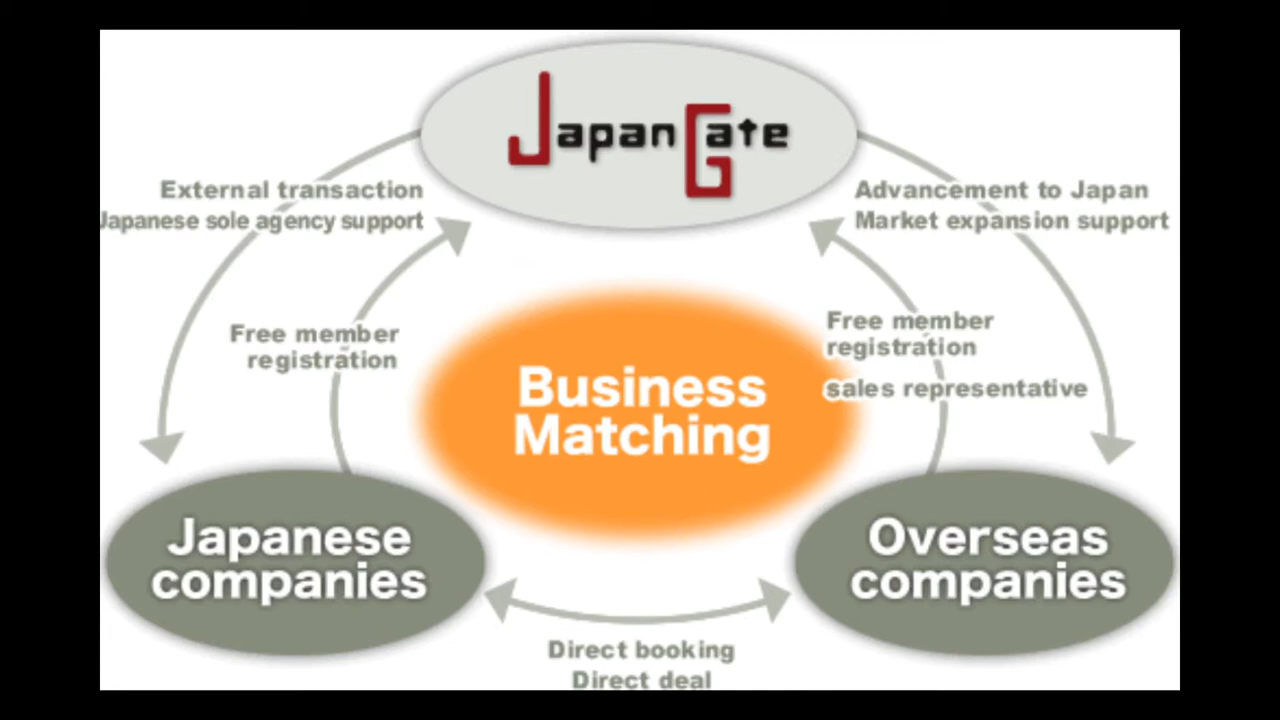 JapanGate
External transaction
Japanese sole agency support
Advancement to Japan
Market expansion support
Free member
registration
Free member
registration
sales representative
Business
Matching
Japanese
companies
Overseas
companies
Direct booking
Direct deal